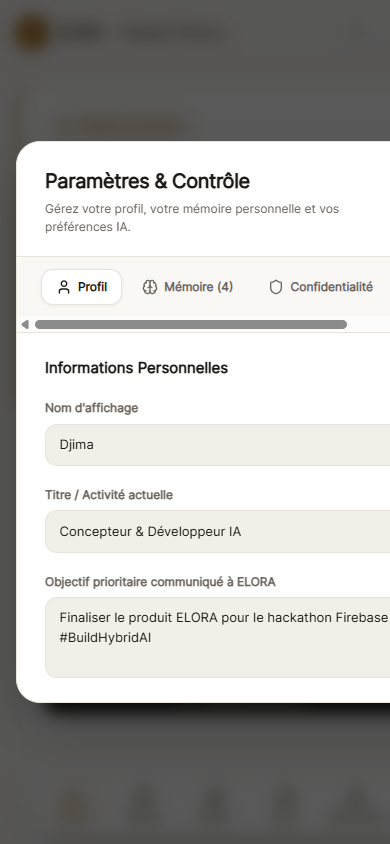 Paramètres & Contrôle
Gérez votre profil, votre mémoire personnelle et vos
préférences IA.
Profil
Mémoire (4)
Confidentialité
Informations Personnelles
Nom d'affichage
Djima
Titre / Activité actuelle
Concepteur & Développeur IA
Objectif prioritaire communiqué à ELORA
Finaliser le produit ELORA pour le hackathon Firebase
#BuildHybridAI